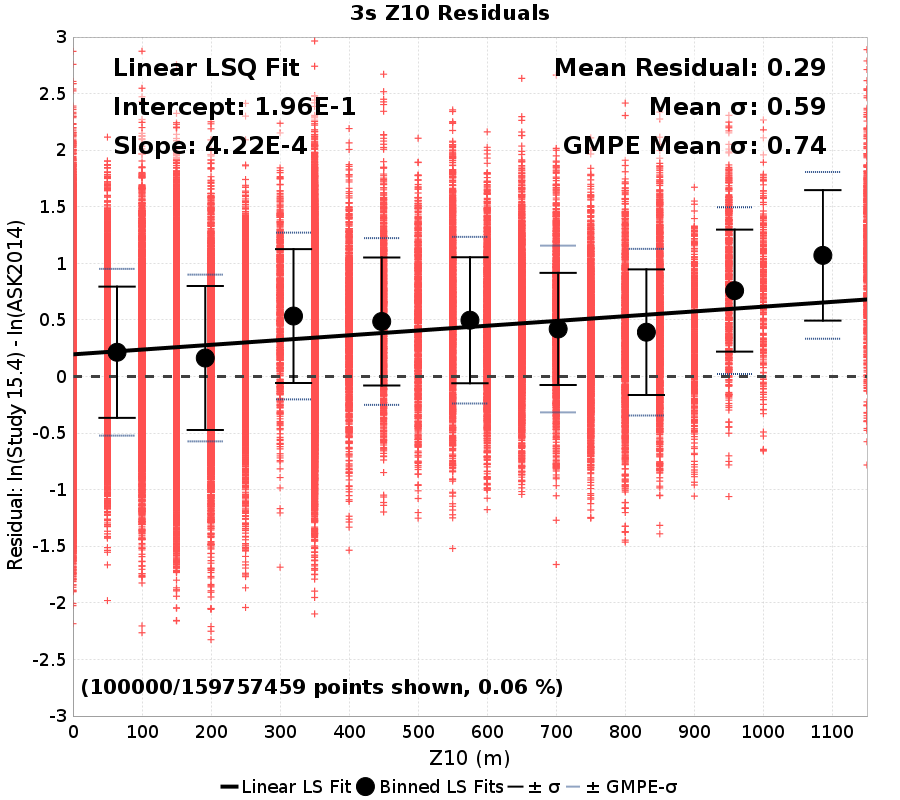 3s Z10 Residuals
Linear LSQ Fit
Intercept: 1.96E-1
Slope: 4.22E-4
Mean Residual: 0.29
Mean σ: 0.59
GMPE Mean σ: 0.74
3
2.5
2
1.5
1
0.5
0
-0.5
-1
-1.5
-2
-2.5
-3
Residual: ln(Study 15.4) - ln(ASK2014)
(100000/159757459 points shown, 0.06 %)
0 100 200 300 400 500 600 700 800 900 1000 1100
Z10 (m)
Linear LS Fit Binned LS Fits ± σ ± GMPE-σ